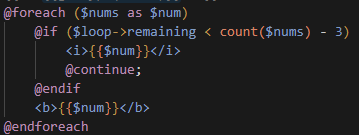 @foreach ($nums as $num)
    @if ($loop->remaining < count($nums) - 3)
        <i>{{$num}}</i>
        @continue;
    @endif
    <b>{{$num}}</b>
@endforeach